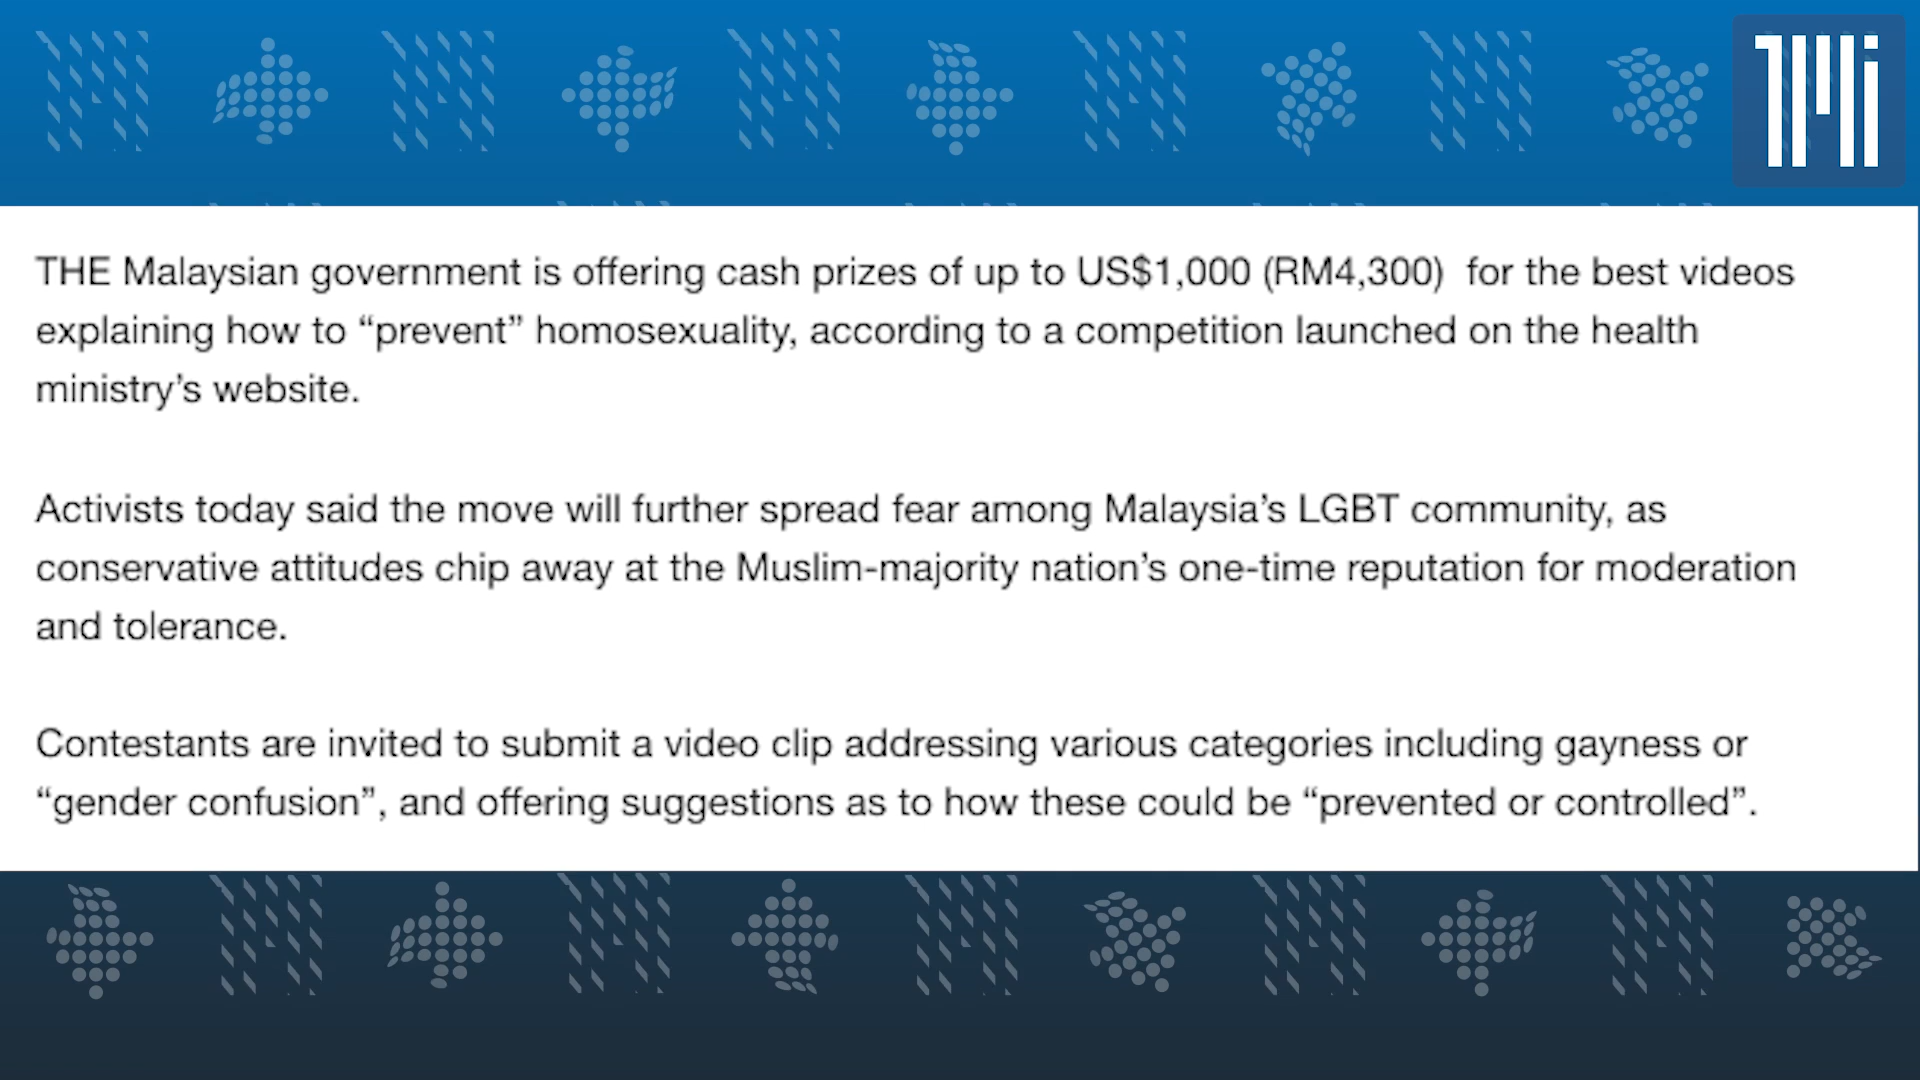 TMi
THE Malaysian government is offering cash prizes of up to US$1,000 (RM4,300)  for the best videos
explaining how to “prevent” homosexuality, according to a competition launched on the health
ministry’s website.
Activists today said the move will further spread fear among Malaysia’s LGBT community, as
conservative attitudes chip away at the Muslim-majority nation’s one-time reputation for moderation
and tolerance.
Contestants are invited to submit a video clip addressing various categories including gayness or
“gender confusion”, and offering suggestions as to how these could be “prevented or controlled”.